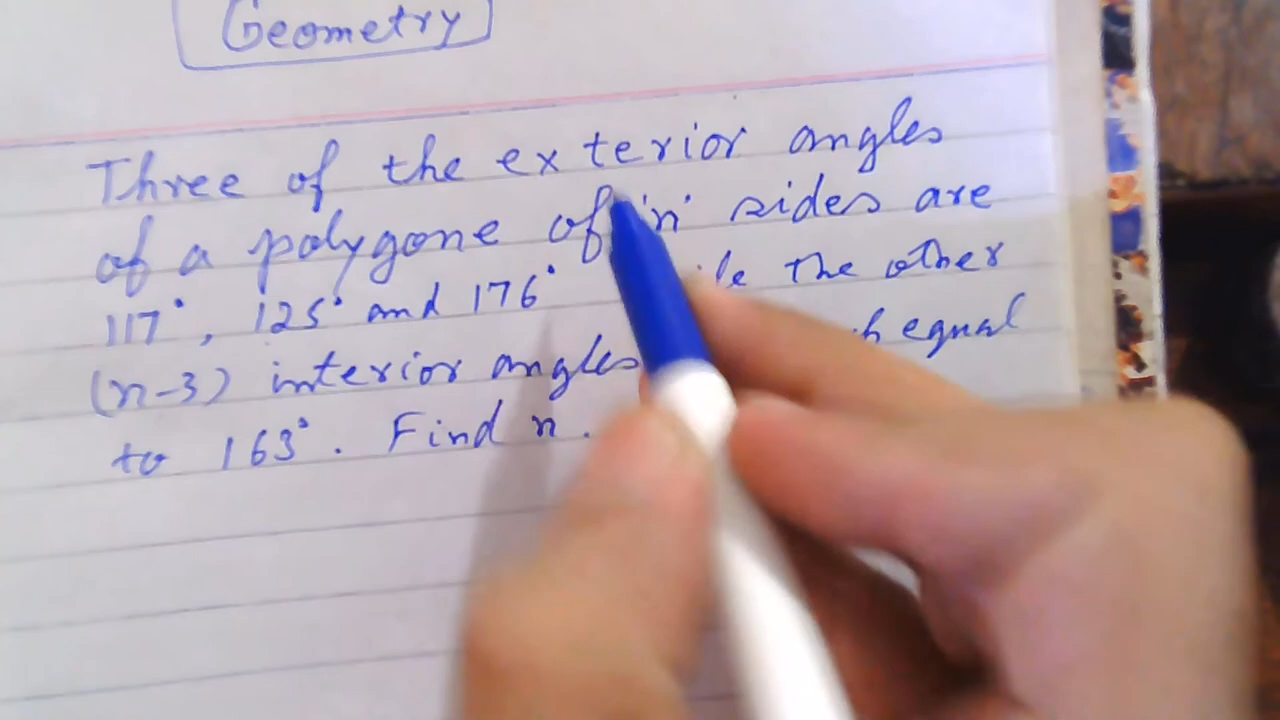 Geometry
Three of the exterior angles
of a polygone of 'n' sides are
117°, 125° and 176° the other
(n-3) interior angles equal
to 163°. Find n.